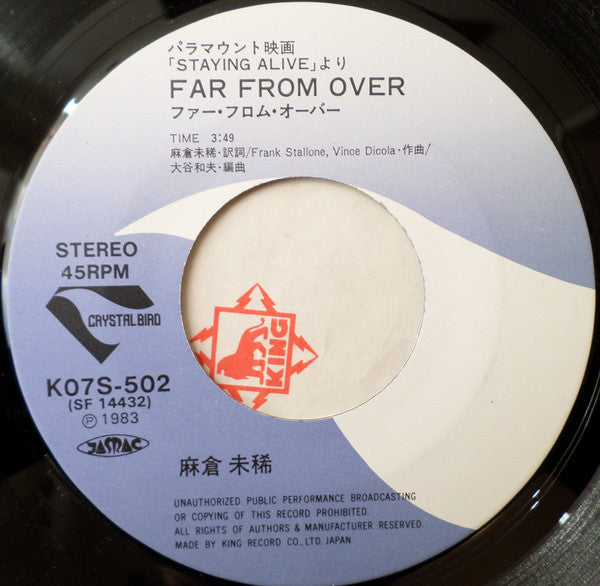 パラマウント映画
「STAYING ALIVE」より
FAR FROM OVER
ファー・フロム・オーバー
TIME 3:49
麻倉未稀・訳詞/Frank Stallone, Vince Dicola・作曲/
大谷和夫・編曲
STEREO
45RPM
CRYSTAL BIRD
KING
K07S-502
(SF 14432)
Ⓟ 1983
JASRAC
麻倉 未稀
UNAUTHORIZED PUBLIC PERFORMANCE BROADCASTING
OR COPYING OF THIS RECORD PROHIBITED.
ALL RIGHTS OF AUTHORS & MANUFACTURER RESERVED.
MADE BY KING RECORD CO., LTD. JAPAN